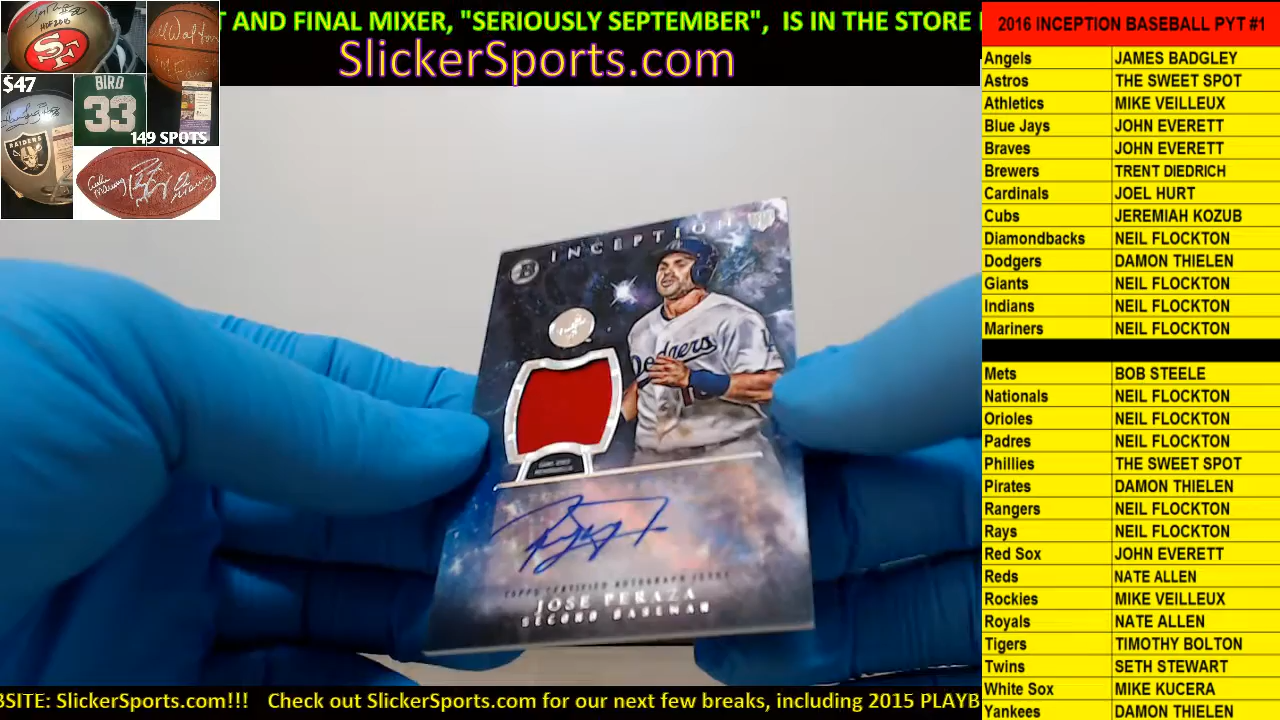 T AND FINAL MIXER, "SERIOUSLY SEPTEMBER", IS IN THE STORE
SlickerSports.com
$47
BIRD
33
149 SPOTS
RAIDERS
SF
INCEPTION
B
Dodgers
TOPPS CERTIFIED AUTOGRAPH ISSUE
JOSE PERAZA
SECOND BASEMAN
2016 INCEPTION BASEBALL PYT #1
Angels JAMES BADGLEY
Astros THE SWEET SPOT
Athletics MIKE VEILLEUX
Blue Jays JOHN EVERETT
Braves JOHN EVERETT
Brewers TRENT DIEDRICH
Cardinals JOEL HURT
Cubs JEREMIAH KOZUB
Diamondbacks NEIL FLOCKTON
Dodgers DAMON THIELEN
Giants NEIL FLOCKTON
Indians NEIL FLOCKTON
Mariners NEIL FLOCKTON
Mets BOB STEELE
Nationals NEIL FLOCKTON
Orioles NEIL FLOCKTON
Padres NEIL FLOCKTON
Phillies THE SWEET SPOT
Pirates DAMON THIELEN
Rangers NEIL FLOCKTON
Rays NEIL FLOCKTON
Red Sox JOHN EVERETT
Reds NATE ALLEN
Rockies MIKE VEILLEUX
Royals NATE ALLEN
Tigers TIMOTHY BOLTON
Twins SETH STEWART
White Sox MIKE KUCERA
Yankees DAMON THIELEN
BSITE: SlickerSports.com!!! Check out SlickerSports.com for our next few breaks, including 2015 PLAYB